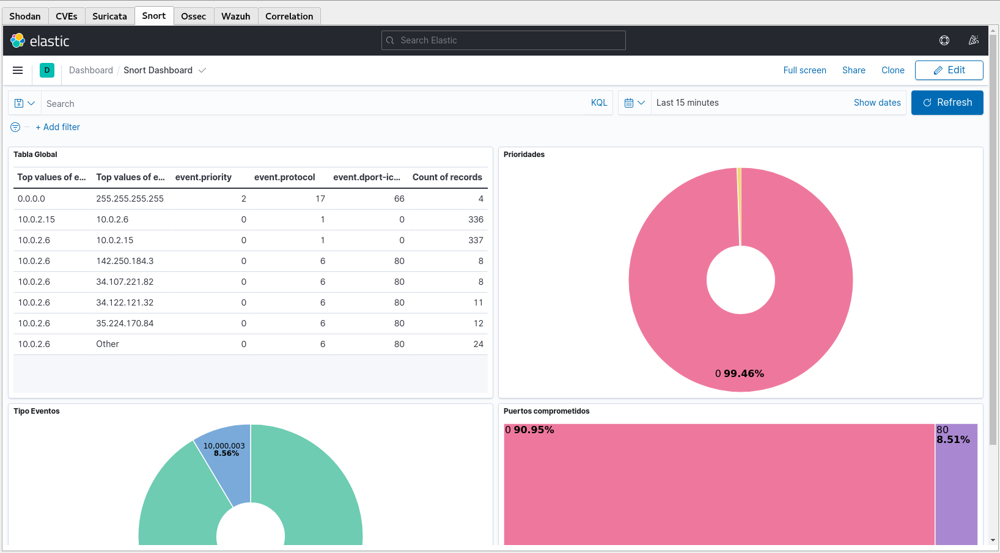 Shodan CVEs Suricata Snort Ossec Wazuh Correlation
elastic Search Elastic
D Dashboard / Snort Dashboard Full screen Share Clone Edit
Search KQL Last 15 minutes Show dates Refresh
+ Add filter
Tabla Global
Top values of e... Top values of e... event.priority event.protocol event.dport-ic... Count of records
0.0.0.0 255.255.255.255 2 17 66 4
10.0.2.15 10.0.2.6 0 1 0 336
10.0.2.6 10.0.2.15 0 1 0 337
10.0.2.6 142.250.184.3 0 6 80 8
10.0.2.6 34.107.221.82 0 6 80 8
10.0.2.6 34.122.121.32 0 6 80 11
10.0.2.6 35.224.170.84 0 6 80 12
10.0.2.6 Other 0 6 80 24
Prioridades
0 99.46%
Tipo Eventos
10,000,003
8.56%
Puertos comprometidos
0 90.95%
80
8.51%